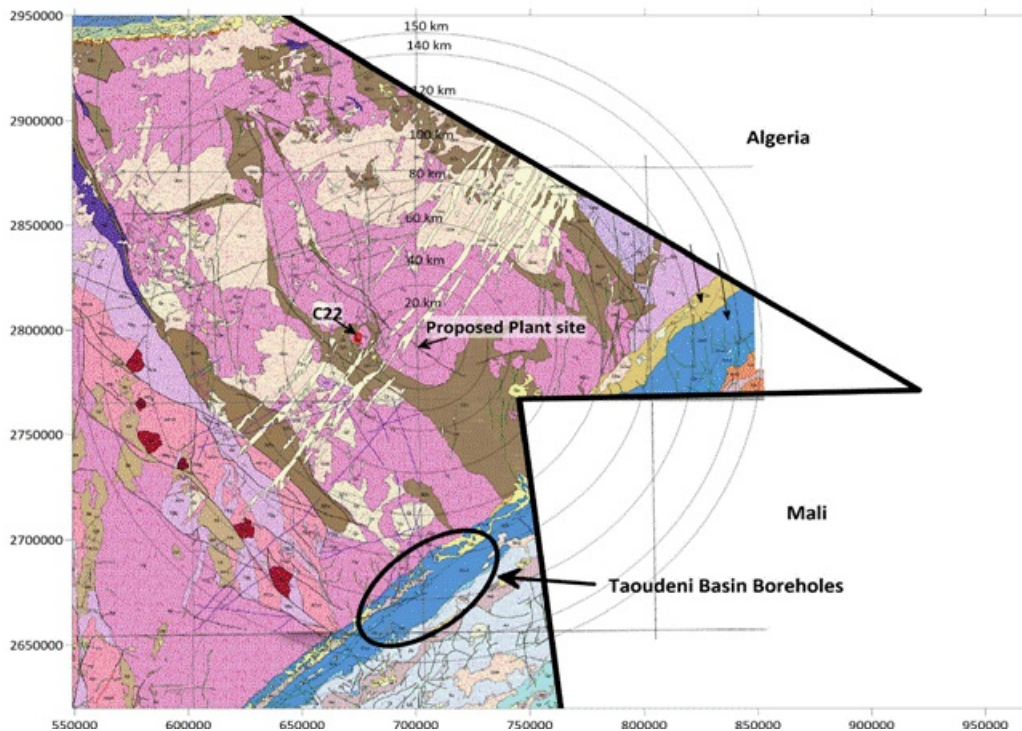 2950000
150 km
140 km
120 km
2900000
100 km
Algeria
80 km
2850000
60 km
40 km
20 km
C22
Proposed Plant site
2800000
2750000
Mali
2700000
Taoudeni Basin Boreholes
2650000
550000
600000
650000
700000
750000
800000
850000
900000
950000